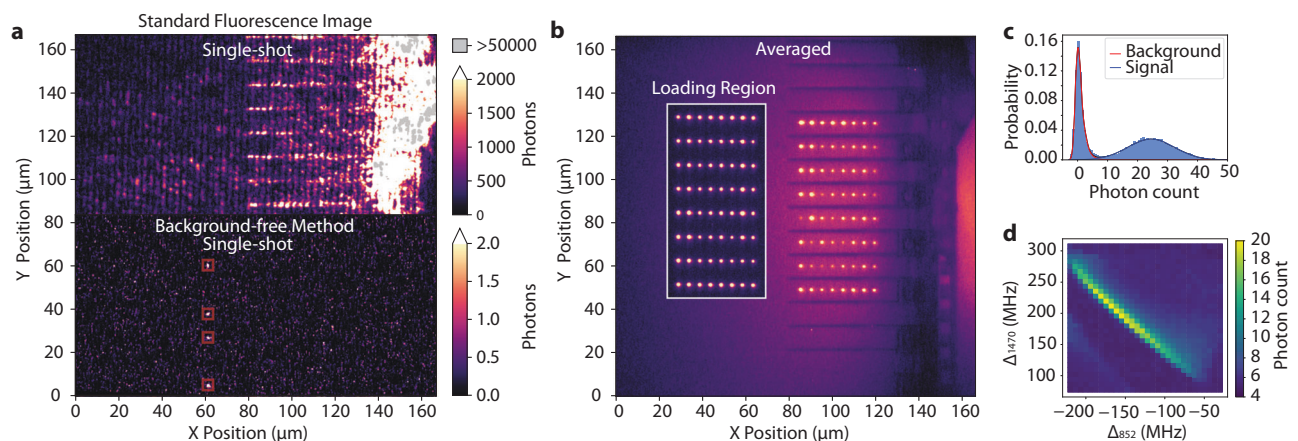 Standard Fluorescence Image
a
Single-shot
Background-free Method
Single-shot
160
140
120
100
80
60
40
20
0
Y Position (μm)
0 20 40 60 80 100 120 140 160
X Position (μm)
>50000
2000
1500
1000
500
0
Photons
2.0
1.5
1.0
0.5
0.0
Photons
b
Averaged
Loading Region
160
140
120
100
80
60
40
20
0
Y Position (μm)
0 20 40 60 80 100 120 140 160
X Position (μm)
c
Background
Signal
0.16
0.12
0.08
0.04
0.00
Probability
0 10 20 30 40 50
Photon count
d
300
250
200
150
100
Δ₁₄₇₀ (MHz)
−200 −150 −100 −50
Δ₈₅₂ (MHz)
20
18
16
14
12
10
8
6
4
Photon count